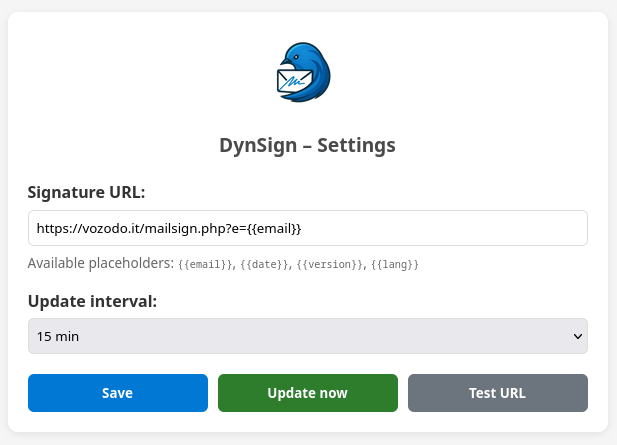 DynSign – Settings
Signature URL:
https://vozodo.it/mailsign.php?e={{email}}
Available placeholders: {{email}}, {{date}}, {{version}}, {{lang}}
Update interval:
15 min
Save Update now Test URL